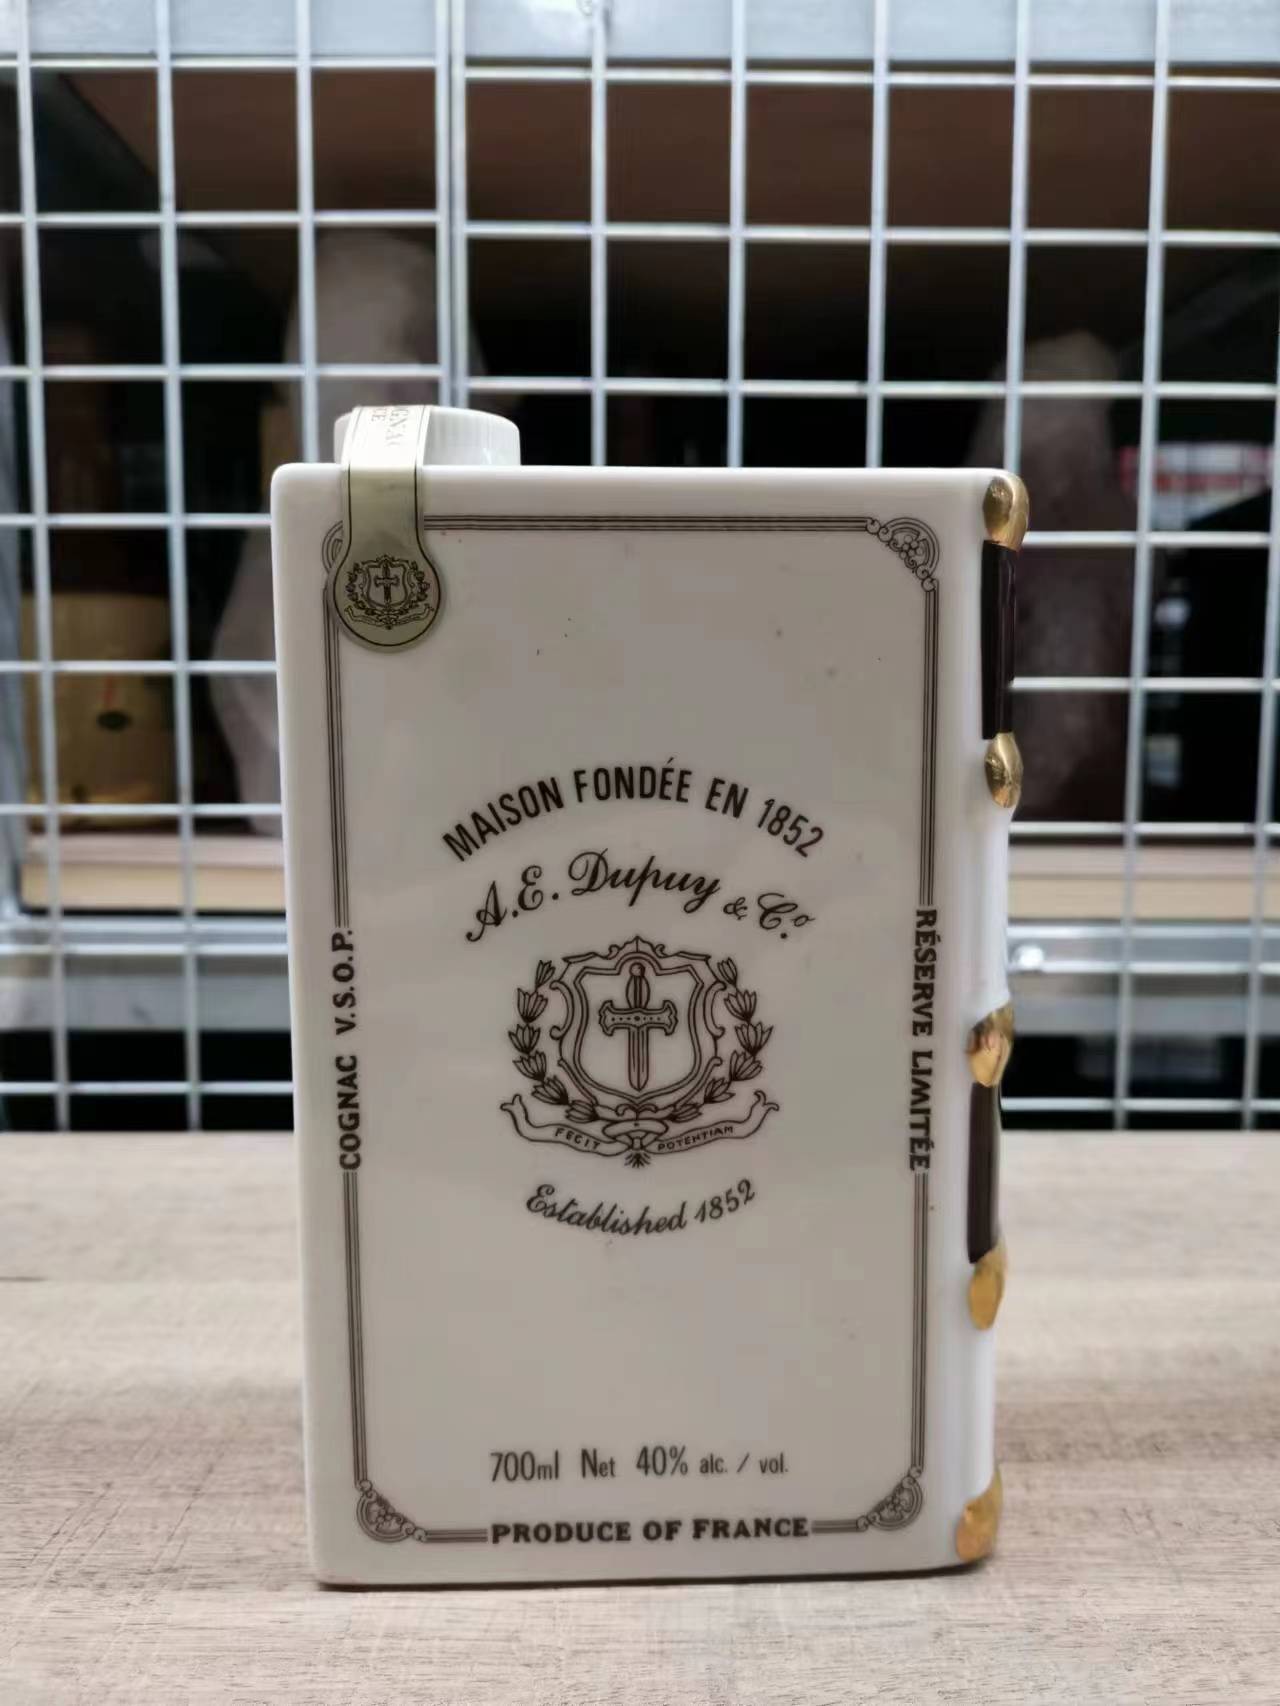 MAISON FONDÉE EN 1852
A.E. Dupuy & Cº.
FECIT POTENTIAM
Established 1852
COGNAC V.S.O.P.
RÉSERVE LIMITÉE
700ml Net 40% alc. / vol.
PRODUCE OF FRANCE